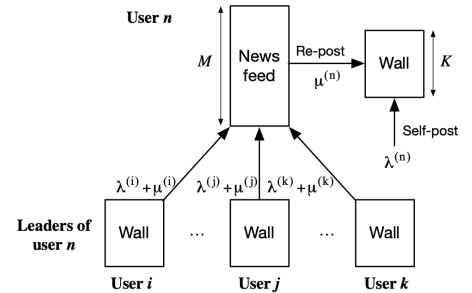 User n
M
News
feed
Re-post
μ(n)
Wall
K
Self-post
λ(n)
λ(i)+μ(i)
λ(j)+μ(j)
λ(k)+μ(k)
Leaders of
user n
Wall
...
Wall
...
Wall
User i
User j
User k